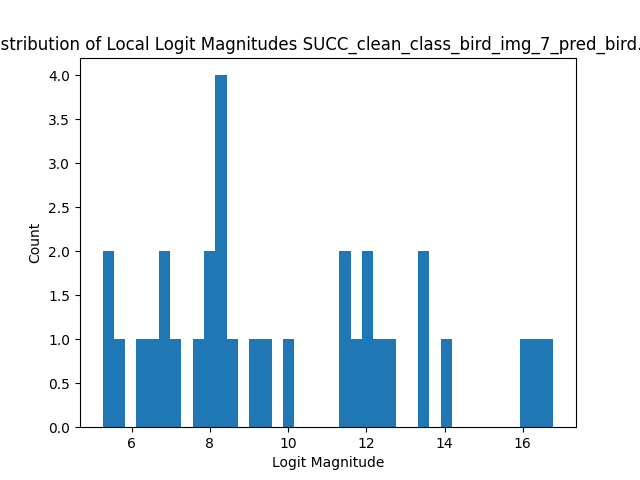 stribution of Local Logit Magnitudes SUCC_clean_class_bird_img_7_pred_bird.
4.0
3.5
3.0
2.5
2.0
1.5
1.0
0.5
0.0
Count
6 8 10 12 14 16
Logit Magnitude